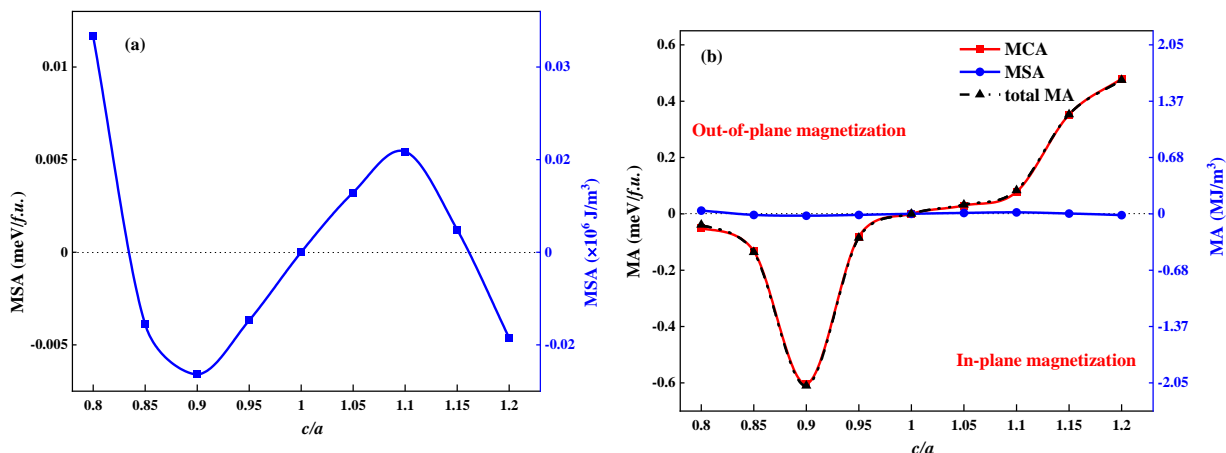 (a)
MSA (meV/f.u.)
0.01
0.005
0
-0.005
0.03
0.02
0
-0.02
MSA (×10⁶ J/m³)
0.8 0.85 0.9 0.95 1 1.05 1.1 1.15 1.2
c/a
(b)
MCA
MSA
total MA
Out-of-plane magnetization
In-plane magnetization
MA (meV/f.u.)
0.6
0.4
0.2
0
-0.2
-0.4
-0.6
2.05
1.37
0.68
0
-0.68
-1.37
-2.05
MA (MJ/m³)
0.8 0.85 0.9 0.95 1 1.05 1.1 1.15 1.2
c/a